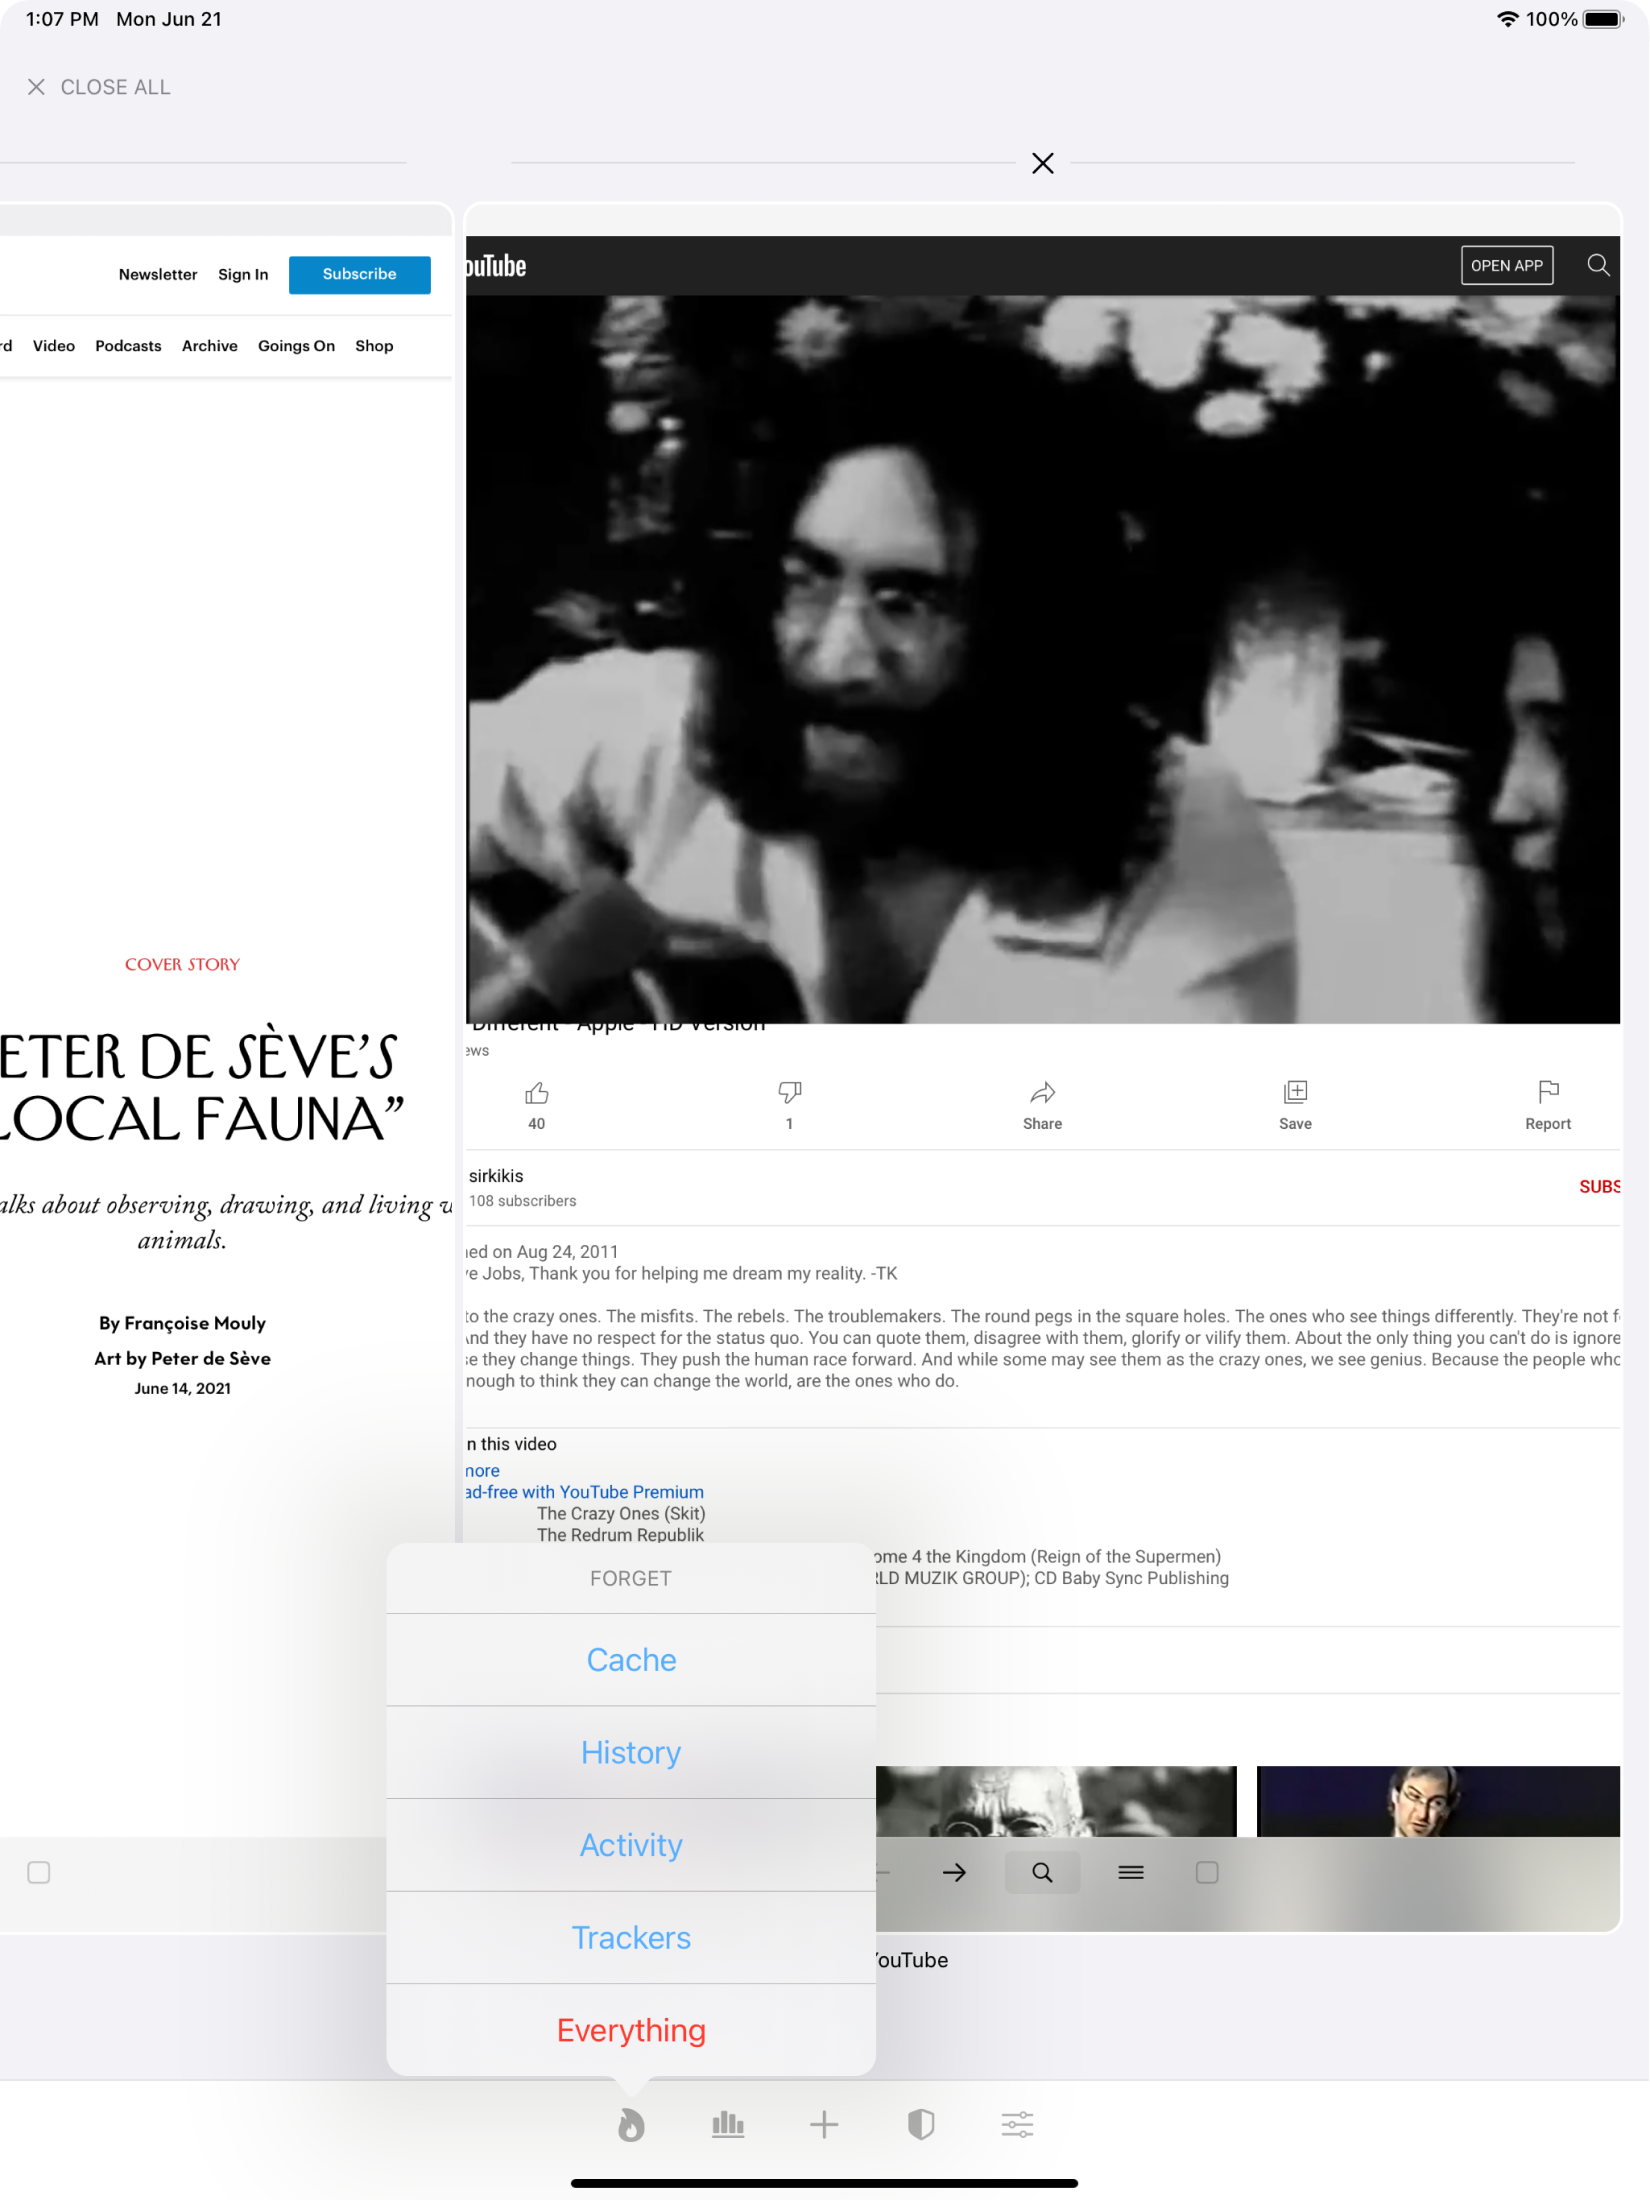 1:07 PM Mon Jun 21
100%
CLOSE ALL
Newsletter Sign In Subscribe
rd Video Podcasts Archive Goings On Shop
COVER STORY
ETER DE SÈVE’S
LOCAL FAUNA”
alks about observing, drawing, and living w
animals.
By Françoise Mouly
Art by Peter de Sève
June 14, 2021
ouTube
OPEN APP
Different - Apple - HD Version
ews
40
1
Share
Save
Report
sirkikis
108 subscribers
SUBS
ed on Aug 24, 2011
e Jobs, Thank you for helping me dream my reality. -TK
to the crazy ones. The misfits. The rebels. The troublemakers. The round pegs in the square holes. The ones who see things differently. They're not f
And they have no respect for the status quo. You can quote them, disagree with them, glorify or vilify them. About the only thing you can't do is ignore
se they change things. They push the human race forward. And while some may see them as the crazy ones, we see genius. Because the people who
nough to think they can change the world, are the ones who do.
n this video
more
ad-free with YouTube Premium
The Crazy Ones (Skit)
The Redrum Republik
ome 4 the Kingdom (Reign of the Supermen)
RLD MUZIK GROUP); CD Baby Sync Publishing
FORGET
Cache
History
Activity
Trackers
Everything
YouTube